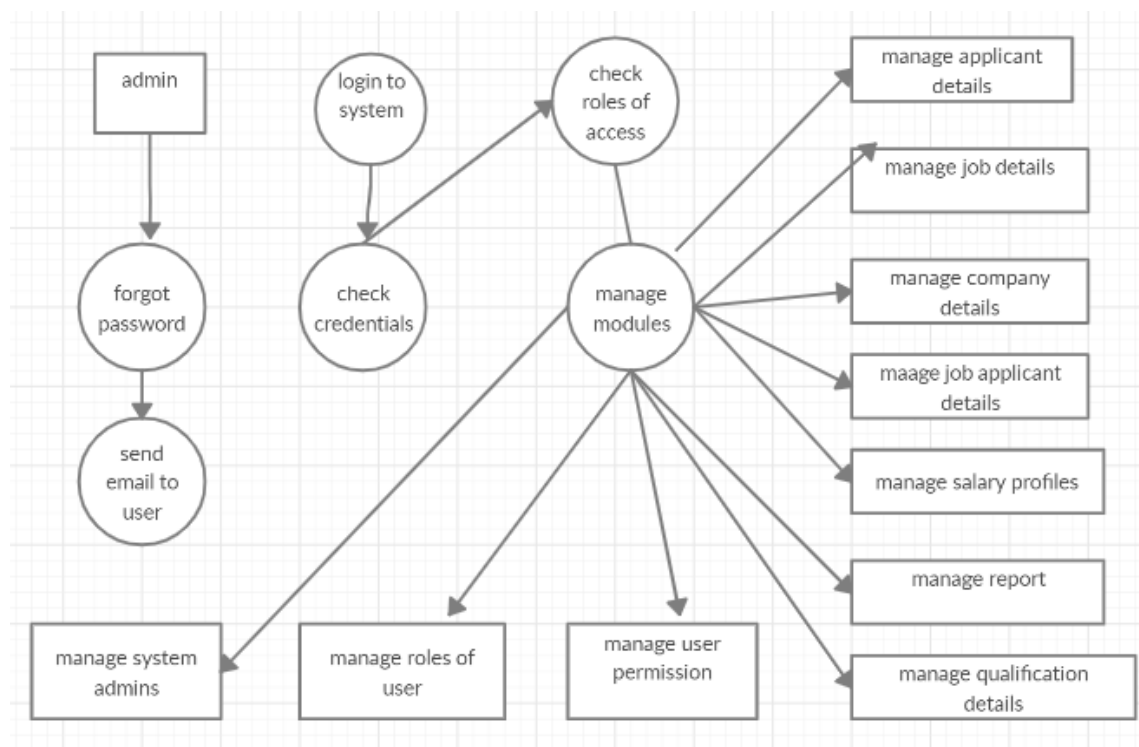 admin
login to
system
check
roles of
access
manage applicant
details
manage job details
forgot
password
check
credentials
manage
modules
manage company
details
maage job applicant
details
send
email to
user
manage salary profiles
manage report
manage system
admins
manage roles of
user
manage user
permission
manage qualification
details